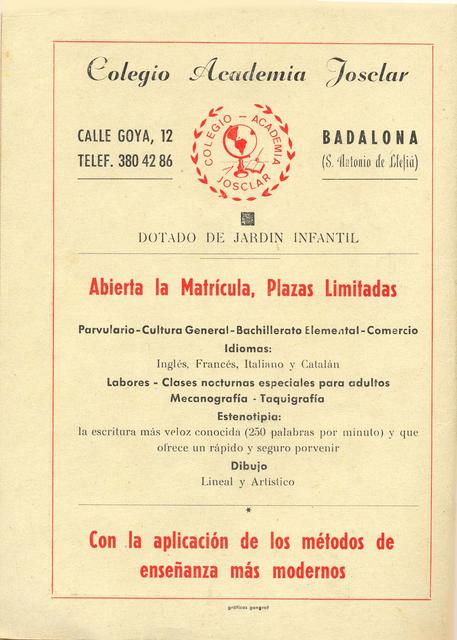 Colegio Academia Josclar
CALLE GOYA, 12
TELEF. 380 42 86
COLEGIO - ACADEMIA
JOSCLAR
BADALONA
(S. Antonio de Llefiá)
DOTADO DE JARDIN INFANTIL
Abierta la Matrícula, Plazas Limitadas
Parvulario-Cultura General-Bachillerato Elemental-Comercio
Idiomas:
Inglés, Francés, Italiano y Catalán
Labores - Clases nocturnas especiales para adultos
Mecanografía - Taquigrafía
Estenotipia:
la escritura más veloz conocida (250 palabras por minuto) y que
ofrece un rápido y seguro porvenir
Dibujo
Lineal y Artístico
*
Con la aplicación de los métodos de
enseñanza más modernos
gráficas gongraf